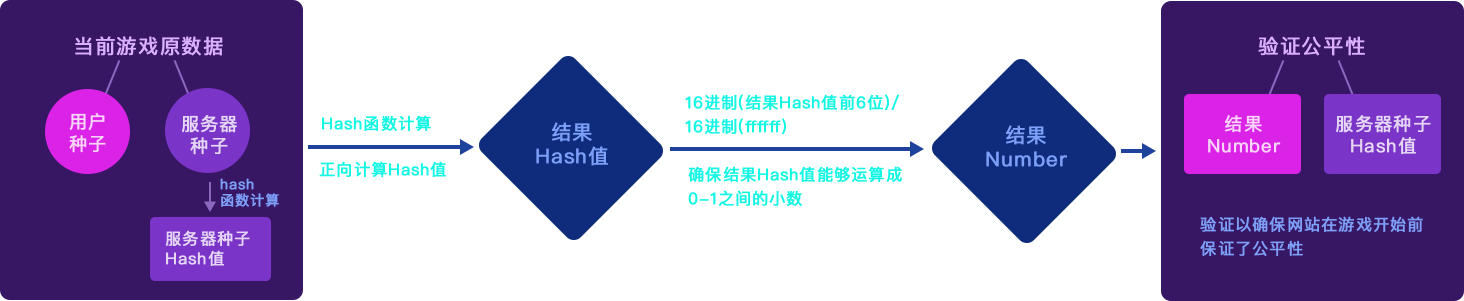 当前游戏原数据
用户
种子
服务器
种子
hash
函数计算
服务器种子
Hash值
Hash函数计算
正向计算Hash值
结果
Hash值
16进制(结果Hash值前6位)/
16进制(ffffff)
确保结果Hash值能够运算成
0-1之间的小数
结果
Number
验证公平性
结果
Number
服务器种子
Hash值
验证以确保网站在游戏开始前
保证了公平性